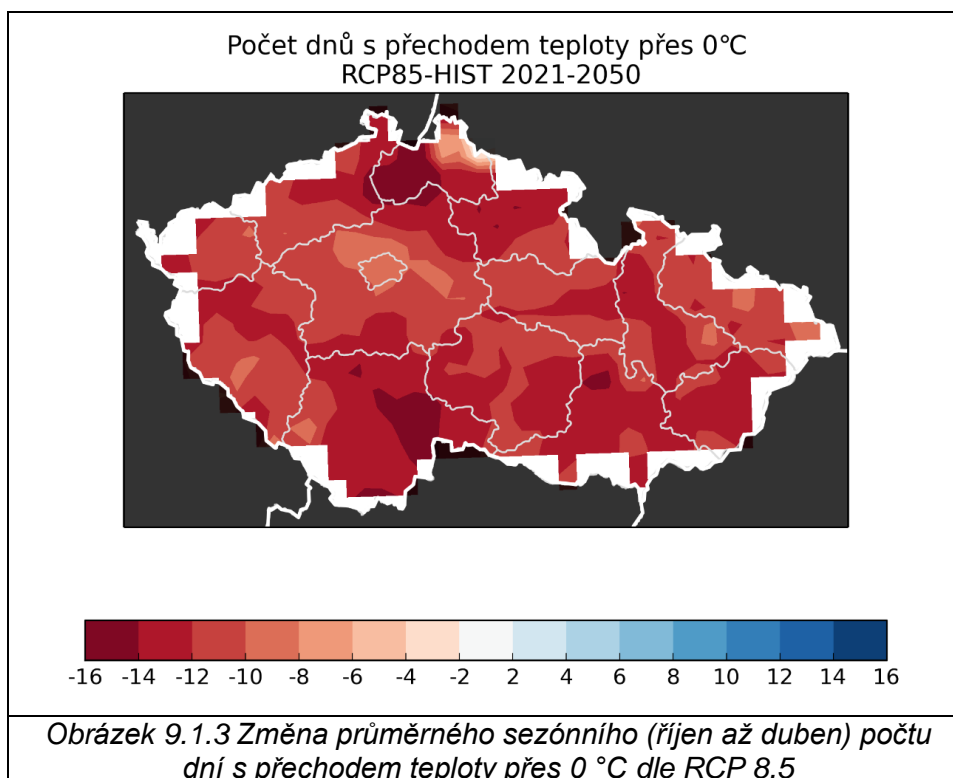 Počet dnů s přechodem teploty přes 0°C
RCP85-HIST 2021-2050
-16 -14 -12 -10 -8 -6 -4 -2 2 4 6 8 10 12 14 16
Obrázek 9.1.3 Změna průměrného sezónního (říjen až duben) počtu
dní s přechodem teploty přes 0 °C dle RCP 8.5